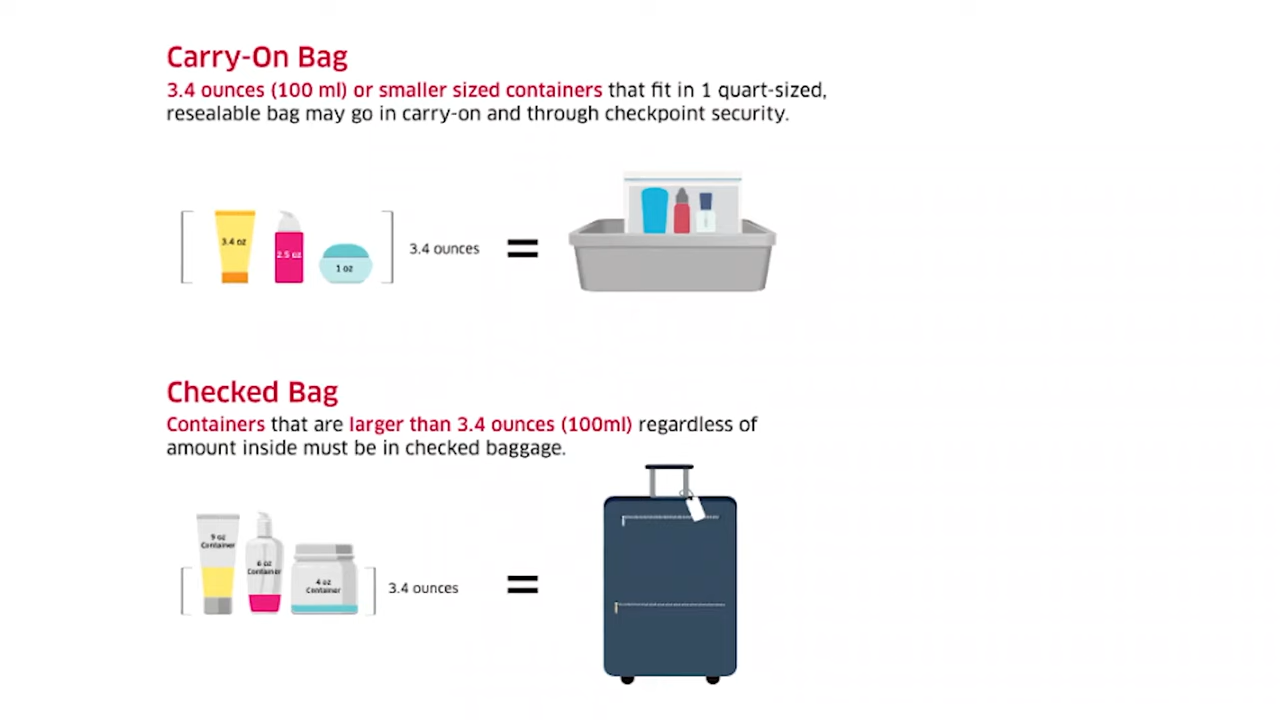 Carry-On Bag
3.4 ounces (100 ml) or smaller sized containers that fit in 1 quart-sized,
resealable bag may go in carry-on and through checkpoint security.
3.4 oz
2.5 oz
1 oz
3.4 ounces
=
Checked Bag
Containers that are larger than 3.4 ounces (100ml) regardless of
amount inside must be in checked baggage.
9 oz
Container
6 oz
Container
4 oz
Container
3.4 ounces
=